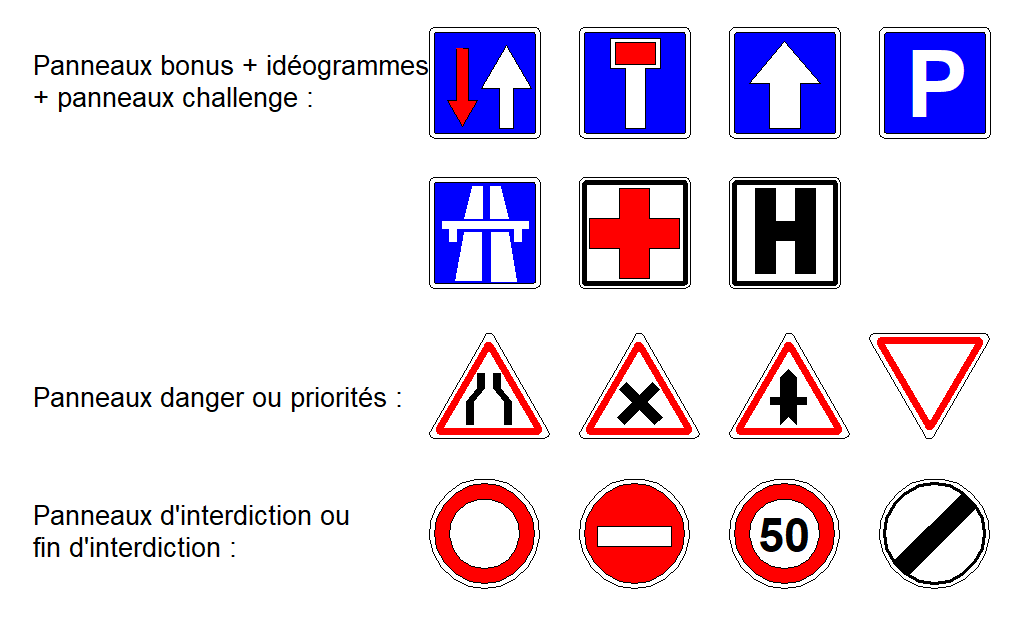 Panneaux bonus + idéogrammes
+ panneaux challenge :
P
H
Panneaux danger ou priorités :
Panneaux d'interdiction ou
fin d'interdiction :
50